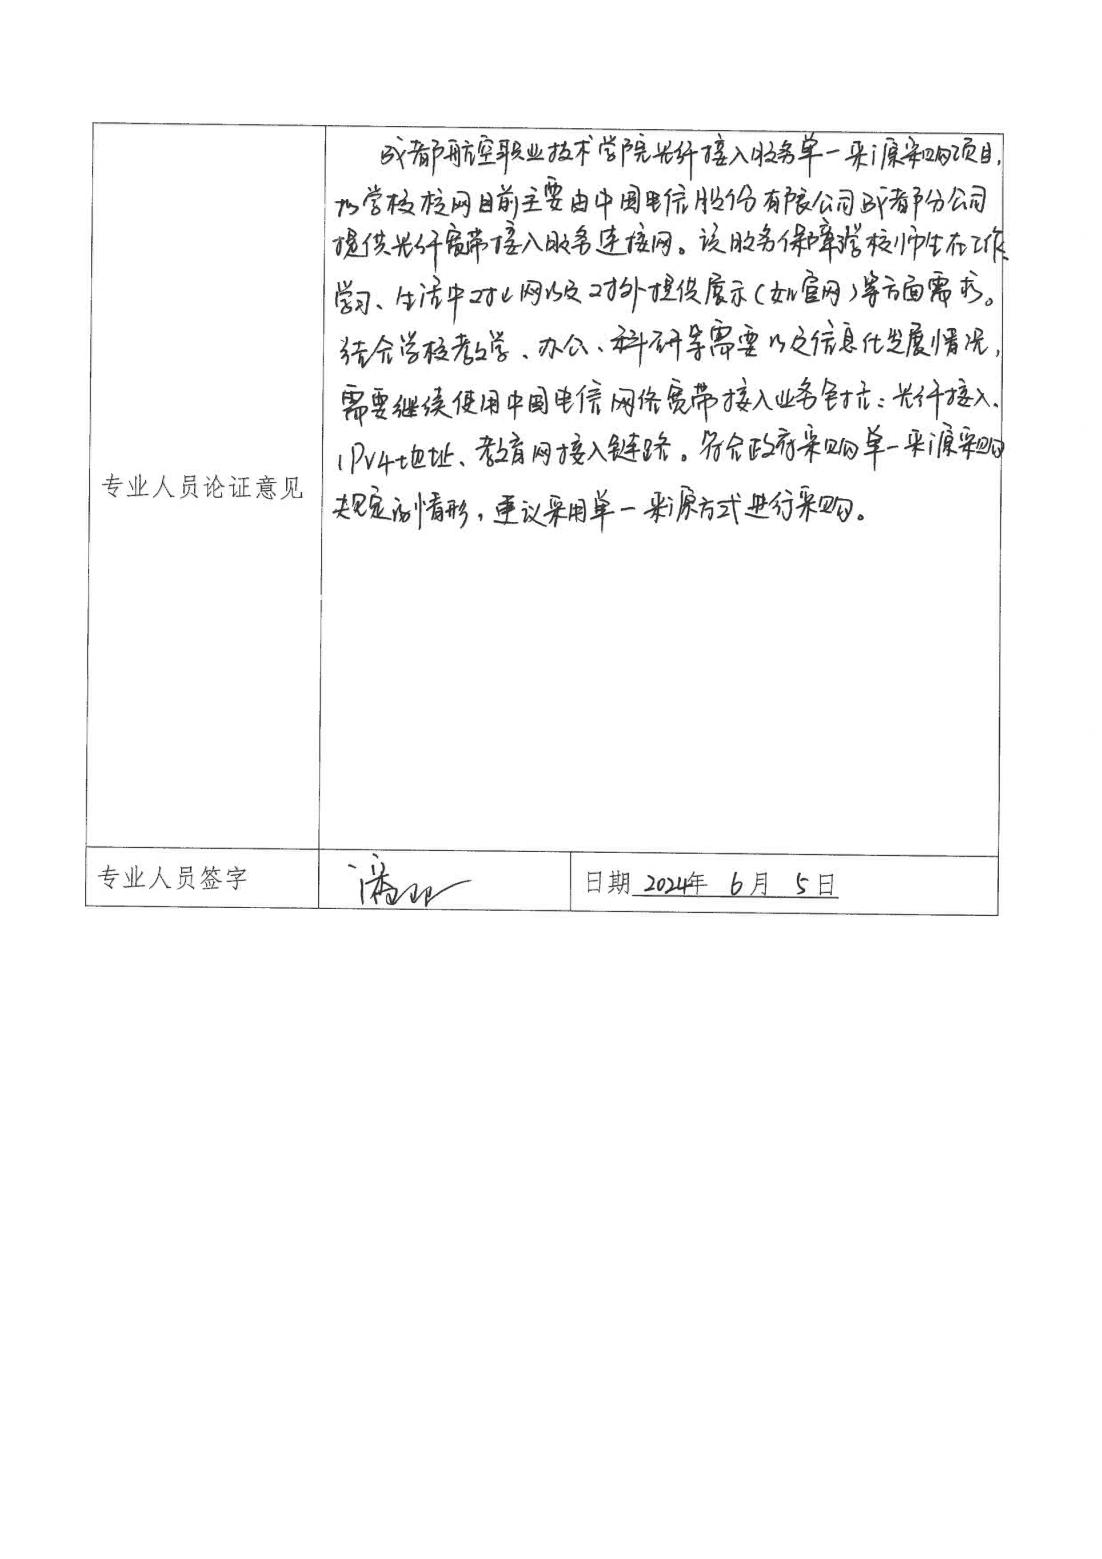 成都航空职业技术学院光纤接入服务单一来源采购项目,
学校校网目前主要由中国电信股份有限公司成都分公司
提供光纤宽带接入服务连接网。该服务保障学校师生在工作、
学习、生活中对上网以及对外提供展示(如官网)等方面需求。
结合学校教学、办公、科研等需要以及信息化发展情况,
需要继续使用中国电信网络宽带接入业务包括:光纤接入、
IPv4地址、教育网接入链路。符合政府采购单一来源采购
专业人员论证意见
规定的情形,建议采用单一来源方式进行采购。
专业人员签字
日期 2024年 6 月 5 日